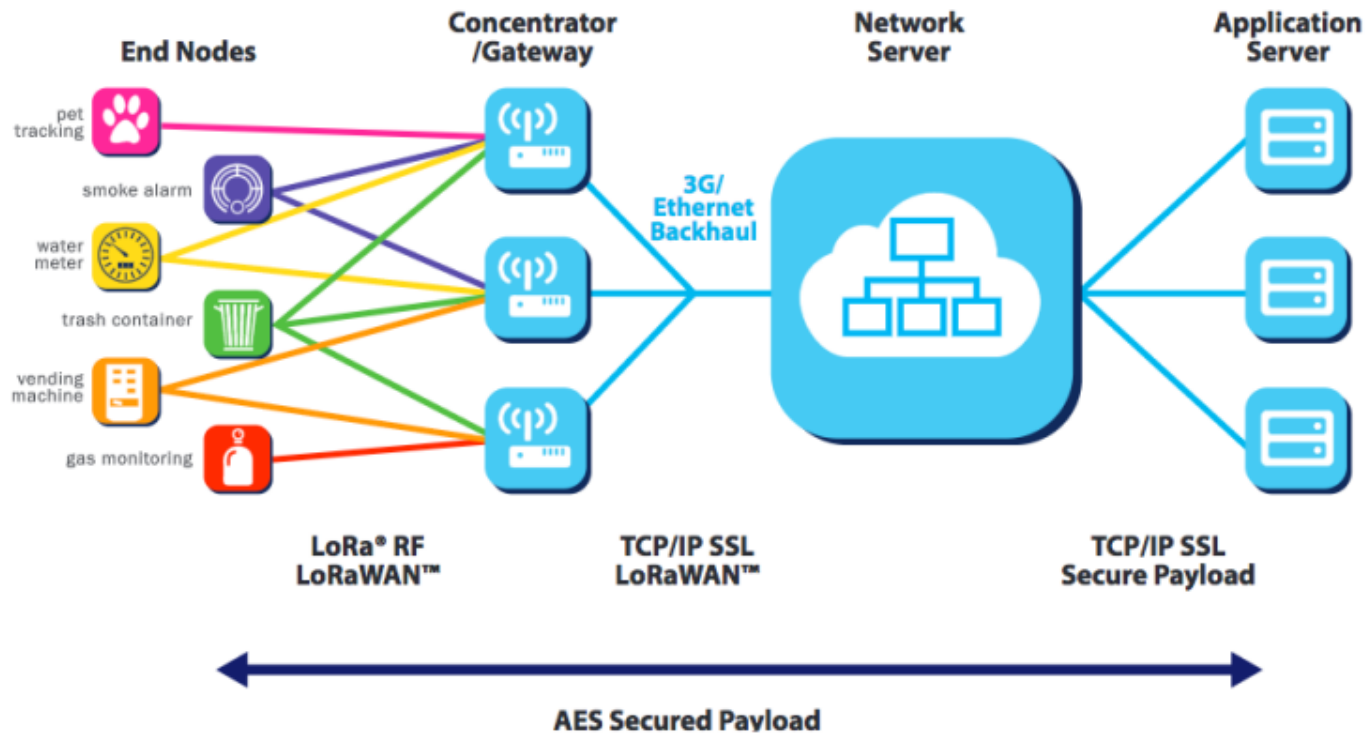 End Nodes
Concentrator
/Gateway
Network
Server
Application
Server
pet
tracking
smoke alarm
water
meter
trash container
vending
machine
gas monitoring
3G/
Ethernet
Backhaul
LoRa® RF
LoRaWAN™
TCP/IP SSL
LoRaWAN™
TCP/IP SSL
Secure Payload
AES Secured Payload